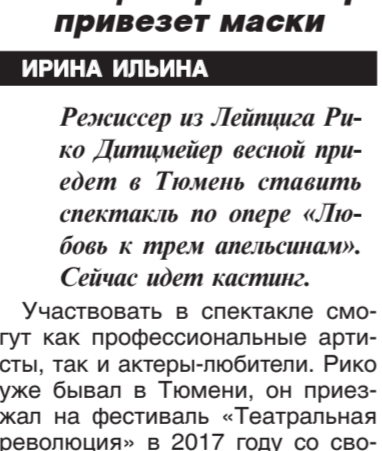 привезет маски
ИРИНА ИЛЬИНА
Режиссер из Лейпцига Ри-
ко Дитцмейер весной при-
едет в Тюмень ставить
спектакль по опере «Лю-
бовь к трем апельсинам».
Сейчас идет кастинг.
Участвовать в спектакле смо-
гут как профессиональные арти-
сты, так и актеры-любители. Рико
уже бывал в Тюмени, он приез-
жал на фестиваль «Театральная
революция» в 2017 году со сво-